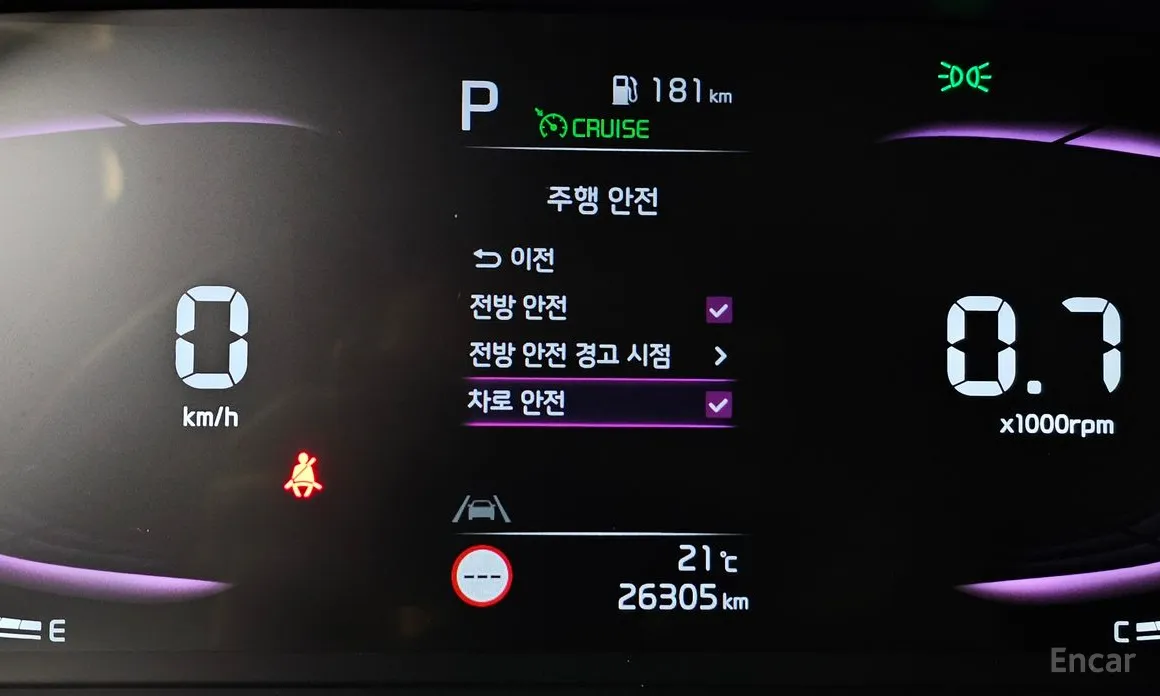 P
181 km
CRUISE
주행 안전
이전
전방 안전
전방 안전 경고 시점
차로 안전
0
km/h
0.7
x1000rpm
---
21℃
26305 km
E
C
Encar